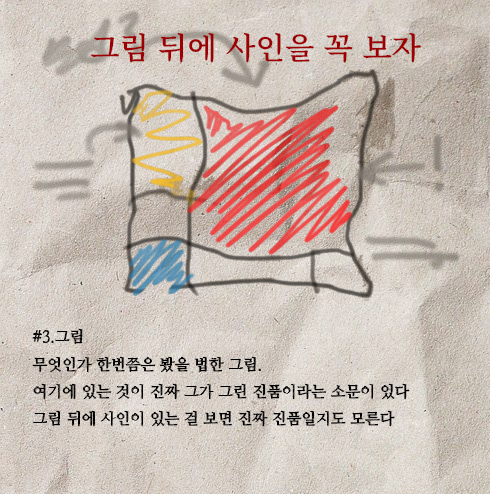 그림 뒤에 사인을 꼭 보자
#3.그림
무엇인가 한번쯤은 봤을 법한 그림.
여기에 있는 것이 진짜 그가 그린 진품이라는 소문이 있다
그림 뒤에 사인이 있는 걸 보면 진짜 진품일지도 모른다